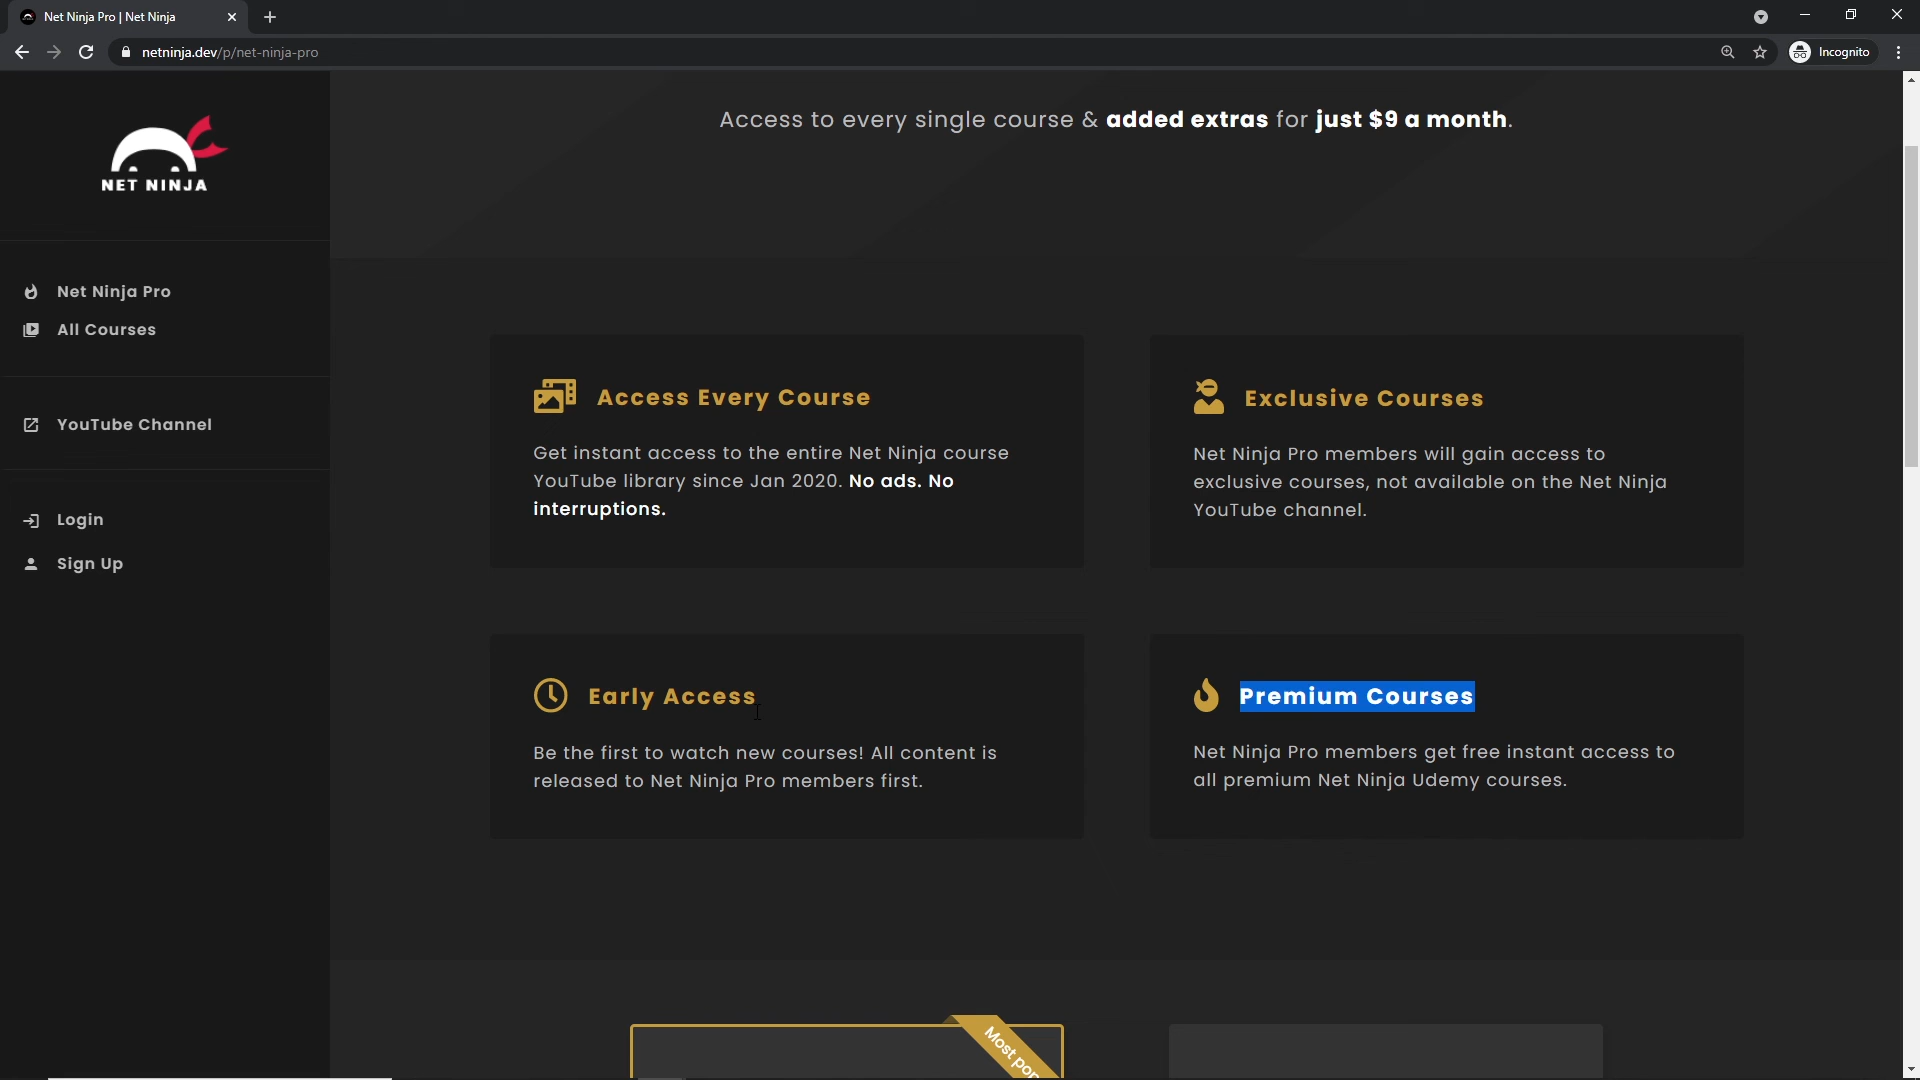 Net Ninja Pro | Net Ninja
netninja.dev/p/net-ninja-pro
Incognito
NET NINJA
Net Ninja Pro
All Courses
YouTube Channel
Login
Sign Up
Access to every single course & added extras for just $9 a month.
Access Every Course
Get instant access to the entire Net Ninja course
YouTube library since Jan 2020. No ads. No
interruptions.
Exclusive Courses
Net Ninja Pro members will gain access to
exclusive courses, not available on the Net Ninja
YouTube channel.
Early Access
Be the first to watch new courses! All content is
released to Net Ninja Pro members first.
Premium Courses
Net Ninja Pro members get free instant access to
all premium Net Ninja Udemy courses.
Most